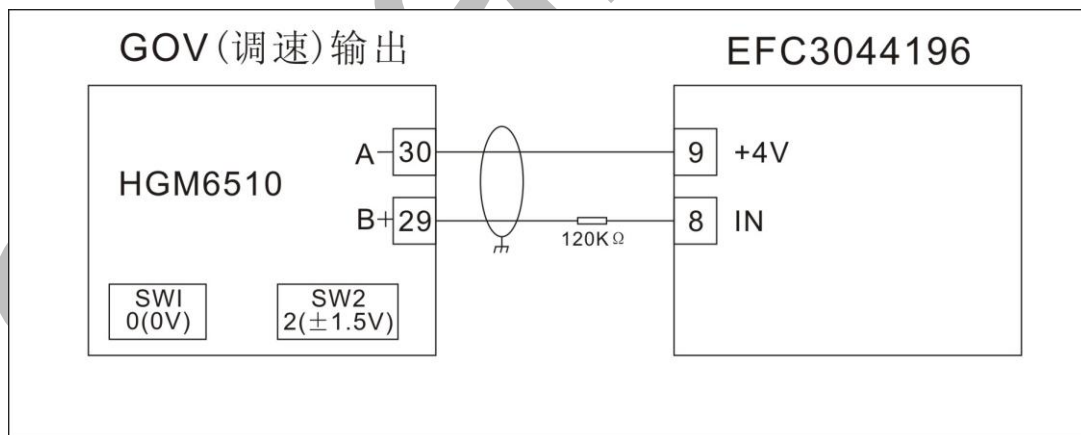 GOV(调速)输出
EFC3044196
HGM6510
A- 30
B+ 29
9 +4V
8 IN
120KΩ
SW1
0(0V)
SW2
2(±1.5V)